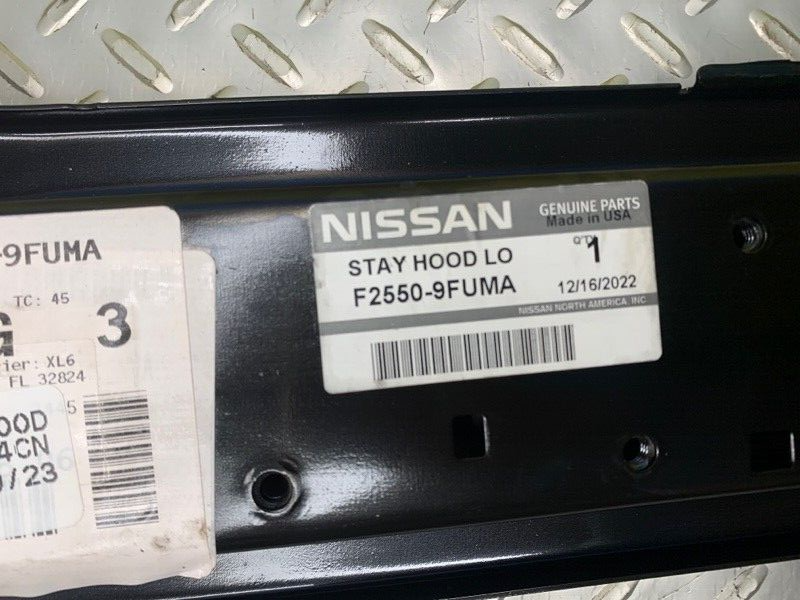 NISSAN
GENUINE PARTS
Made in USA
STAY HOOD LO
QTY
1
F2550-9FUMA
12/16/2022
NISSAN NORTH AMERICA, INC
-9FUMA
TC: 45
G 3
ier: XL6
FL 32824
45
OOD
4CN
/23